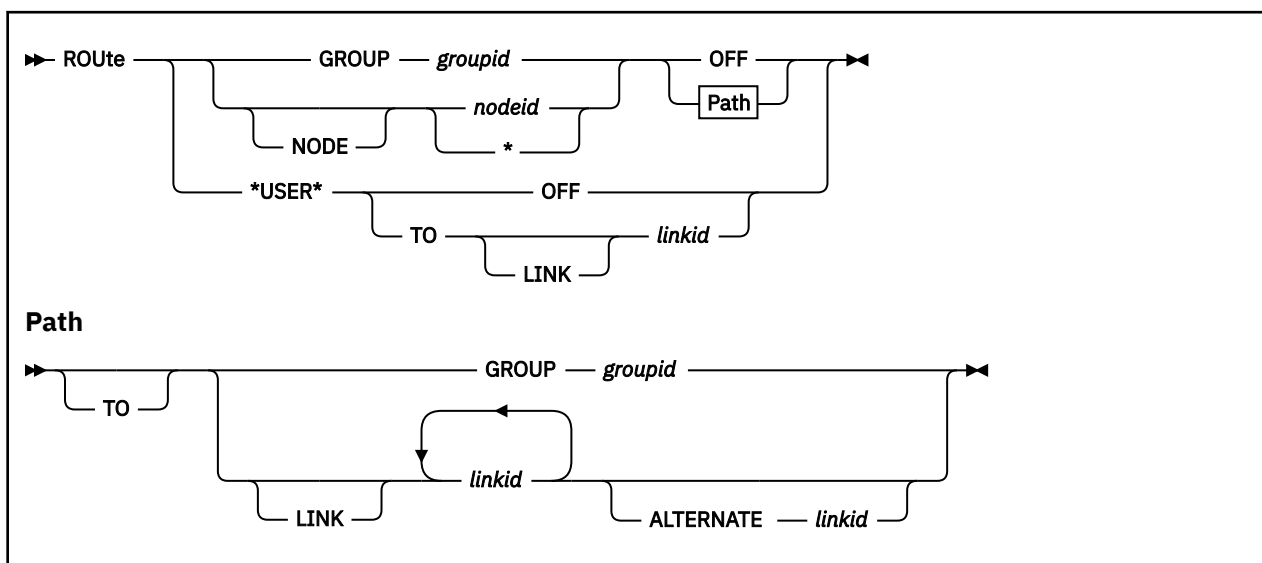 ROUte GROUP groupid OFF
Path
nodeid
NODE *
*USER* OFF
TO linkid
LINK
Path
GROUP groupid
TO
linkid
LINK ALTERNATE linkid